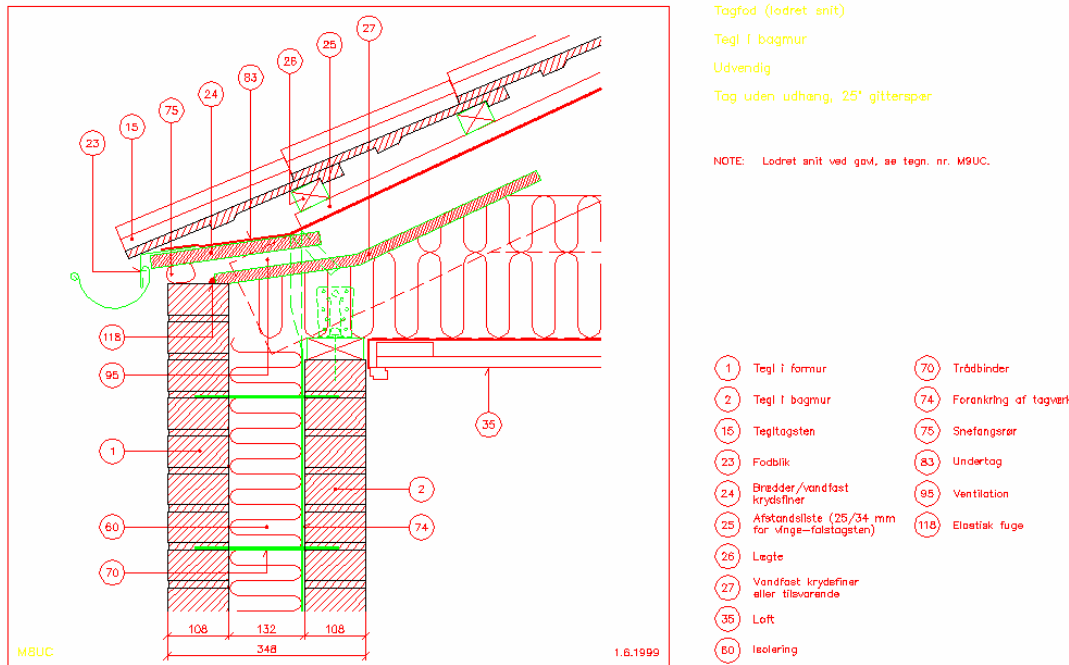 Tagfod (lodret snit)
Tegl i bagmur
Udvendig
Tag uden udhang, 25° gitterspær
NOTE: Lodret snit ved gavl, se tegn. nr. M9UC.
27
26
25
83
24
75
15
23
118
95
35
1
2
60
74
70
108 132 108
348
M8UC
1.6.1999
1 Tegl i formur
2 Tegl i bagmur
15 Tegltagsten
23 Fodblik
24 Brædder/vandfast
krydsfiner
25 Afstandsliste (25/34 mm
for vinge-falstagsten)
26 Lægte
27 Vandfast krydsfiner
eller tilsvarende
35 Loft
60 Isolering
70 Trådbinder
74 Forankring af tagværk
75 Snefangsrør
83 Undertag
95 Ventilation
118 Elastisk fuge